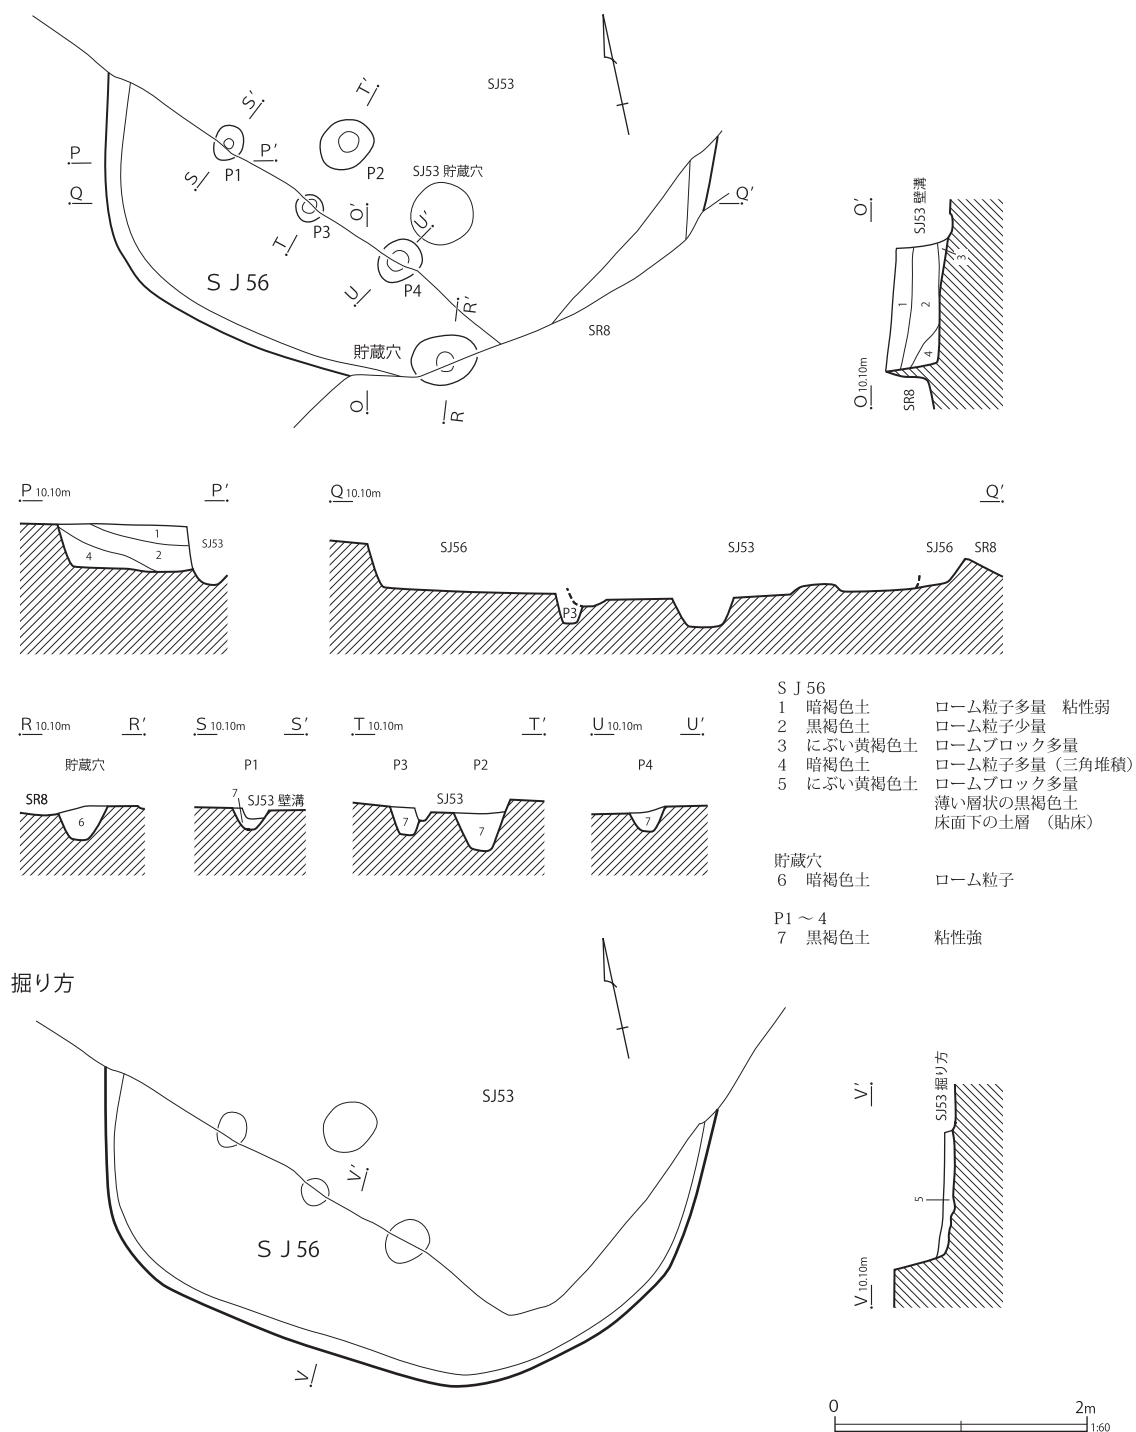 SJ53
S′
T′
P
P′
P1
P2
SJ53 貯蔵穴
Q
Q′
S
O′
U′
P3
T
ＳＪ56
U
P4
R′
SR8
貯蔵穴
O
R
O′
SJ53 壁溝
3
1
2
4
O 10.10m
SR8
P 10.10m
P′
1
2
4
SJ53
Q 10.10m
Q′
SJ56
SJ53
SJ56
SR8
P3
R 10.10m
R′
貯蔵穴
SR8
6
S 10.10m
S′
P1
7
SJ53 壁溝
T 10.10m
T′
P3
P2
SJ53
7
7
U 10.10m
U′
P4
7
ＳＪ56
1 暗褐色土 ローム粒子多量 粘性弱
2 黒褐色土 ローム粒子少量
3 にぶい黄褐色土 ロームブロック多量
4 暗褐色土 ローム粒子多量（三角堆積）
5 にぶい黄褐色土 ロームブロック多量
薄い層状の黒褐色土
床面下の土層 （貼床）
貯蔵穴
6 暗褐色土 ローム粒子
P1～4
7 黒褐色土 粘性強
掘り方
SJ53
V′
ＳＪ56
V
V′
SJ53 掘り方
5
V 10.10m
0
2m
1:60